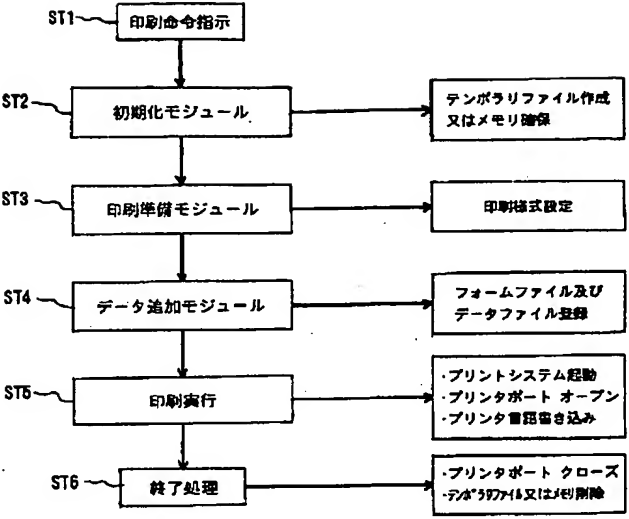 ST1
印刷命令指示
ST2
初期化モジュール
テンポラリファイル作成
又はメモリ確保
ST3
印刷準備モジュール
印刷様式設定
ST4
データ追加モジュール
フォームファイル及び
データファイル登録
ST5
印刷実行
・プリントシステム起動
・プリンタポート オープン
・プリンタ言語書き込み
ST6
終了処理
・プリンタポート クローズ
・テンポラリファイル又はメモリ削除